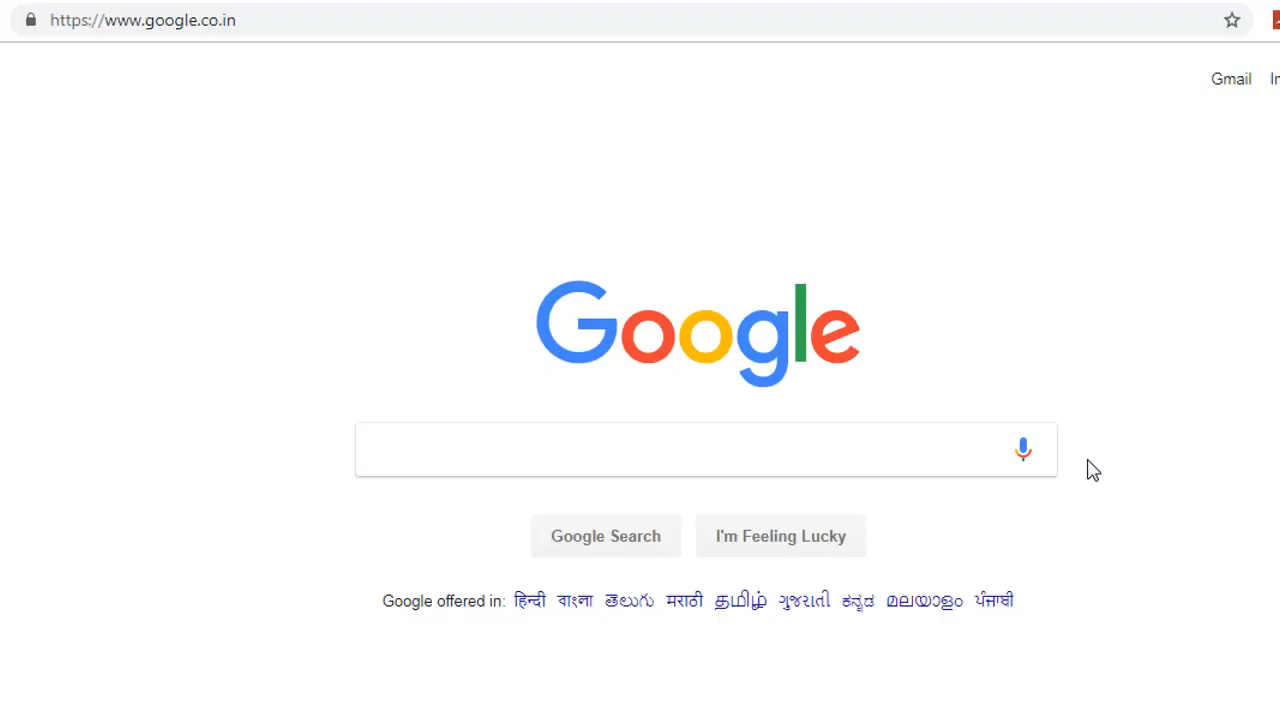 https://www.google.co.in
Gmail
Google
Google Search I'm Feeling Lucky
Google offered in: हिन्दी বাংলা తెలుగు मराठी தமிழ் ગુજરાતી ಕನ್ನಡ മലയാളം ਪੰਜਾਬੀ